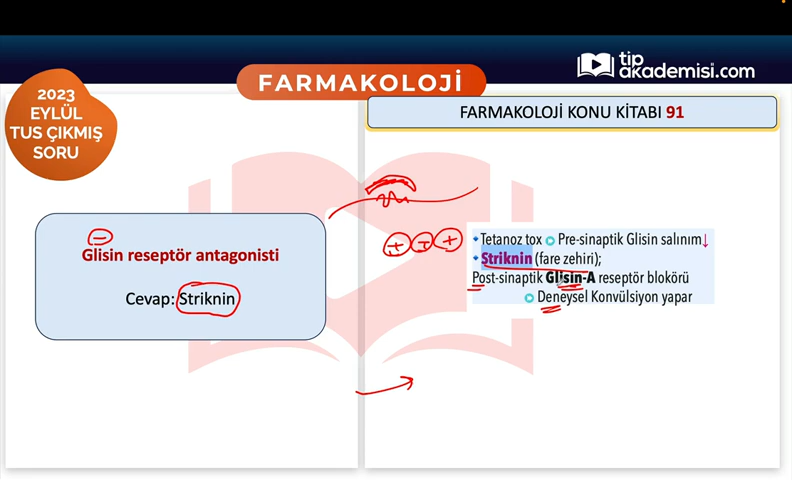 tıp
akademisi.com
FARMAKOLOJİ
2023
EYLÜL
TUS ÇIKMIŞ
SORU
FARMAKOLOJİ KONU KİTABI 91
Glisin reseptör antagonisti
Cevap: Striknin
Tetanoz tox Pre-sinaptik Glisin salınım↓
Striknin (fare zehiri);
Post-sinaptik Glisin-A reseptör blokörü
Deneysel Konvülsiyon yapar